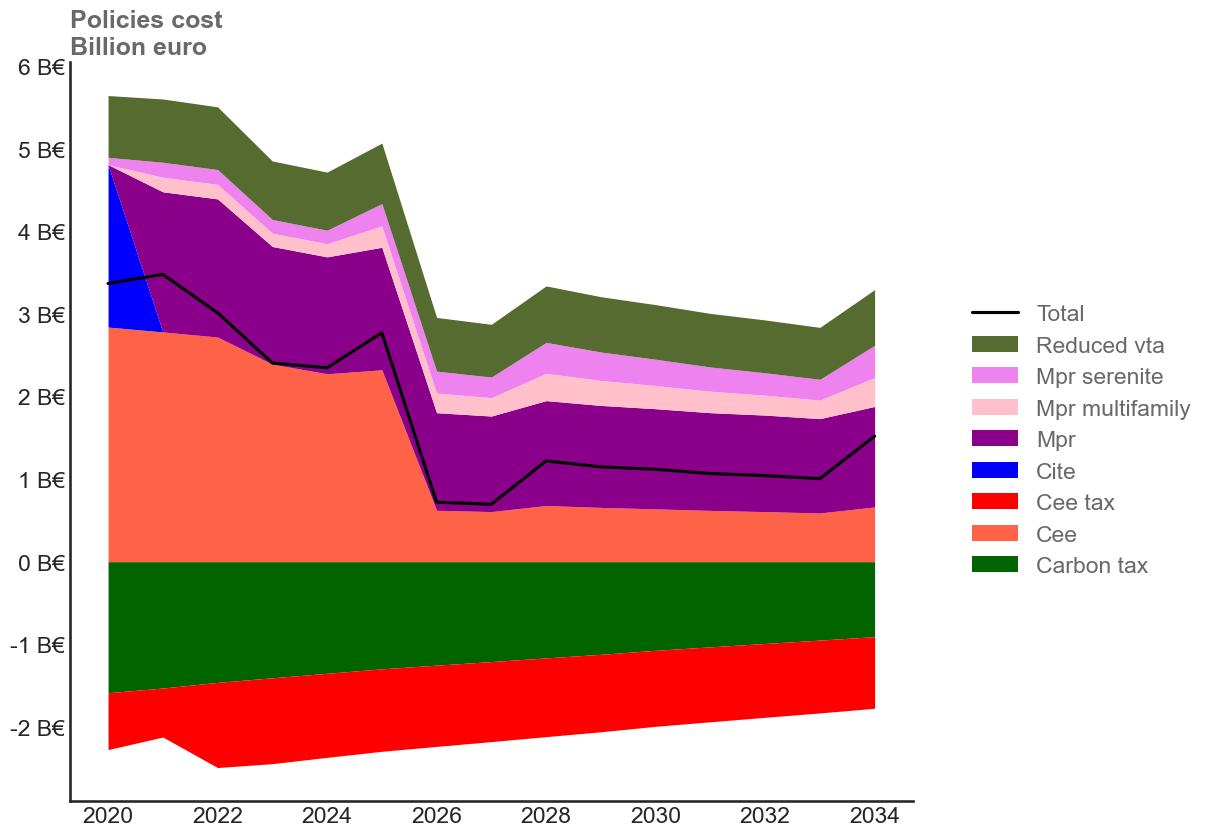 Policies cost
Billion euro
6 B€
5 B€
4 B€
3 B€
2 B€
1 B€
0 B€
-1 B€
-2 B€
2020 2022 2024 2026 2028 2030 2032 2034
Total
Reduced vta
Mpr serenite
Mpr multifamily
Mpr
Cite
Cee tax
Cee
Carbon tax